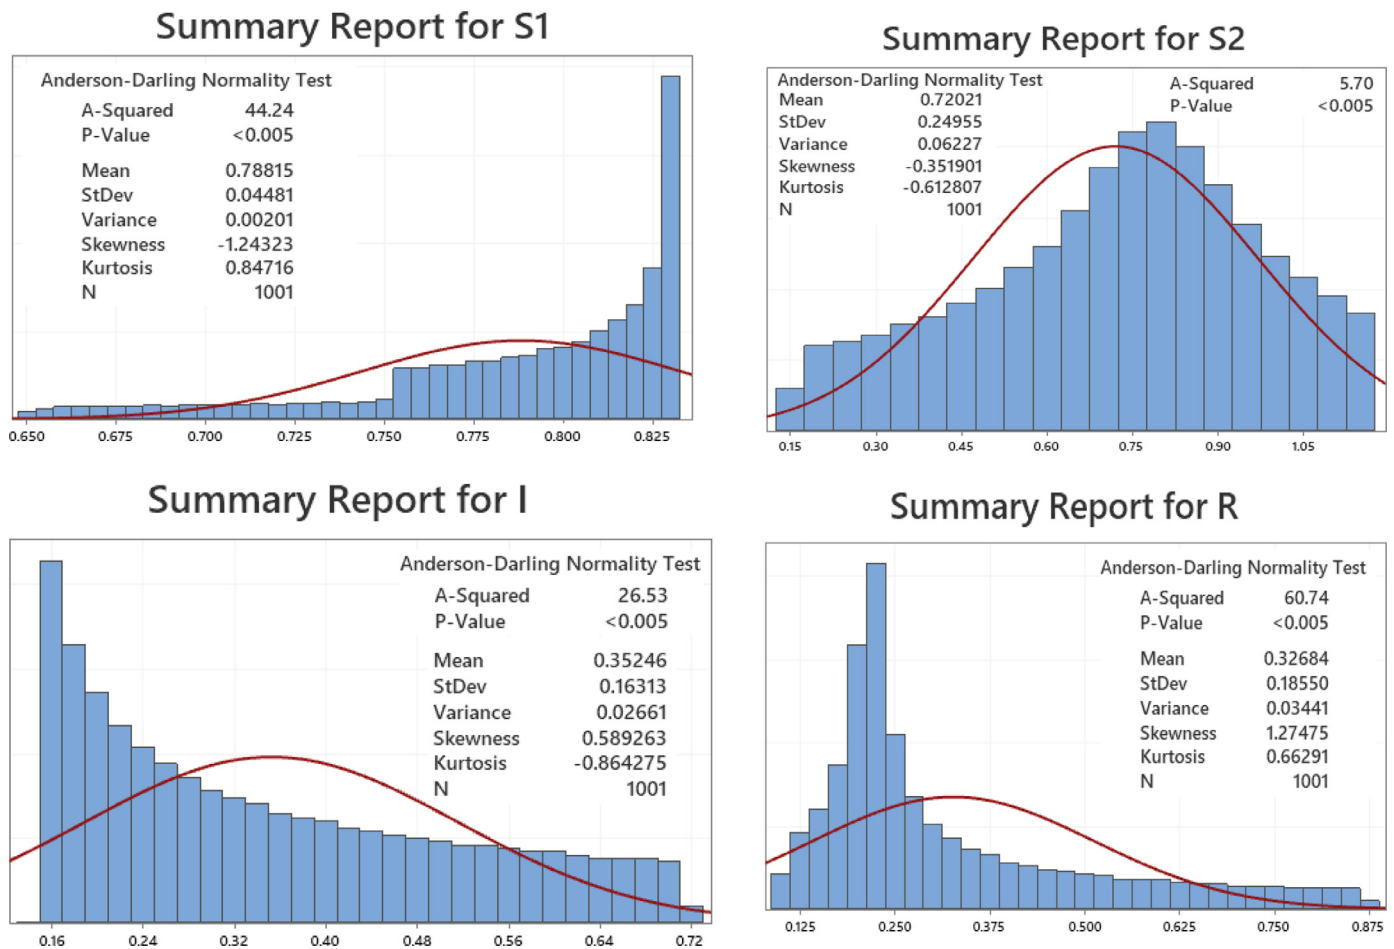 Summary Report for S1
Anderson-Darling Normality Test
A-Squared 44.24
P-Value <0.005
Mean 0.78815
StDev 0.04481
Variance 0.00201
Skewness -1.24323
Kurtosis 0.84716
N 1001
0.650 0.675 0.700 0.725 0.750 0.775 0.800 0.825
Summary Report for S2
Anderson-Darling Normality Test
A-Squared 5.70
P-Value <0.005
Mean 0.72021
StDev 0.24955
Variance 0.06227
Skewness -0.351901
Kurtosis -0.612807
N 1001
0.15 0.30 0.45 0.60 0.75 0.90 1.05
Summary Report for I
Anderson-Darling Normality Test
A-Squared 26.53
P-Value <0.005
Mean 0.35246
StDev 0.16313
Variance 0.02661
Skewness 0.589263
Kurtosis -0.864275
N 1001
0.16 0.24 0.32 0.40 0.48 0.56 0.64 0.72
Summary Report for R
Anderson-Darling Normality Test
A-Squared 60.74
P-Value <0.005
Mean 0.32684
StDev 0.18550
Variance 0.03441
Skewness 1.27475
Kurtosis 0.66291
N 1001
0.125 0.250 0.375 0.500 0.625 0.750 0.875